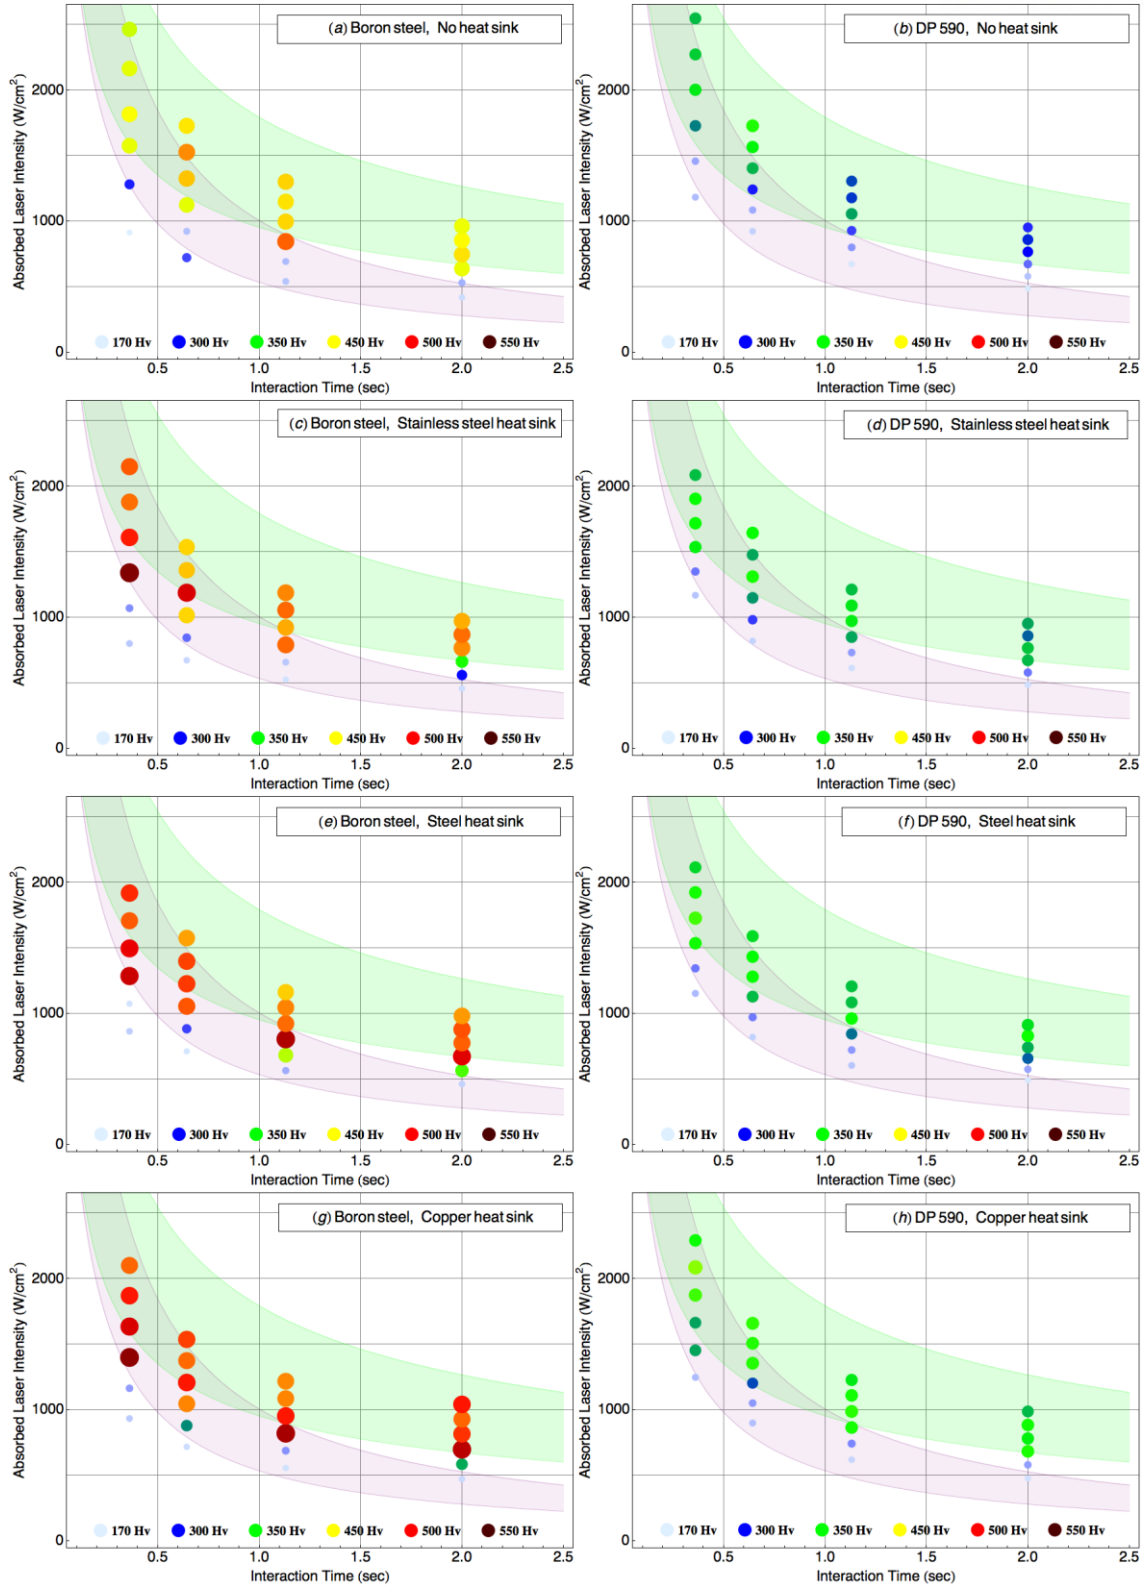 (a) Boron steel, No heat sink
Absorbed Laser Intensity (W/cm²)
2000
1000
0
170 Hv 300 Hv 350 Hv 450 Hv 500 Hv 550 Hv
0.5 1.0 1.5 2.0 2.5
Interaction Time (sec)
(b) DP 590, No heat sink
Absorbed Laser Intensity (W/cm²)
2000
1000
0
170 Hv 300 Hv 350 Hv 450 Hv 500 Hv 550 Hv
0.5 1.0 1.5 2.0 2.5
Interaction Time (sec)
(c) Boron steel, Stainless steel heat sink
Absorbed Laser Intensity (W/cm²)
2000
1000
0
170 Hv 300 Hv 350 Hv 450 Hv 500 Hv 550 Hv
0.5 1.0 1.5 2.0 2.5
Interaction Time (sec)
(d) DP 590, Stainless steel heat sink
Absorbed Laser Intensity (W/cm²)
2000
1000
0
170 Hv 300 Hv 350 Hv 450 Hv 500 Hv 550 Hv
0.5 1.0 1.5 2.0 2.5
Interaction Time (sec)
(e) Boron steel, Steel heat sink
Absorbed Laser Intensity (W/cm²)
2000
1000
0
170 Hv 300 Hv 350 Hv 450 Hv 500 Hv 550 Hv
0.5 1.0 1.5 2.0 2.5
Interaction Time (sec)
(f) DP 590, Steel heat sink
Absorbed Laser Intensity (W/cm²)
2000
1000
0
170 Hv 300 Hv 350 Hv 450 Hv 500 Hv 550 Hv
0.5 1.0 1.5 2.0 2.5
Interaction Time (sec)
(g) Boron steel, Copper heat sink
Absorbed Laser Intensity (W/cm²)
2000
1000
0
170 Hv 300 Hv 350 Hv 450 Hv 500 Hv 550 Hv
0.5 1.0 1.5 2.0 2.5
Interaction Time (sec)
(h) DP 590, Copper heat sink
Absorbed Laser Intensity (W/cm²)
2000
1000
0
170 Hv 300 Hv 350 Hv 450 Hv 500 Hv 550 Hv
0.5 1.0 1.5 2.0 2.5
Interaction Time (sec)